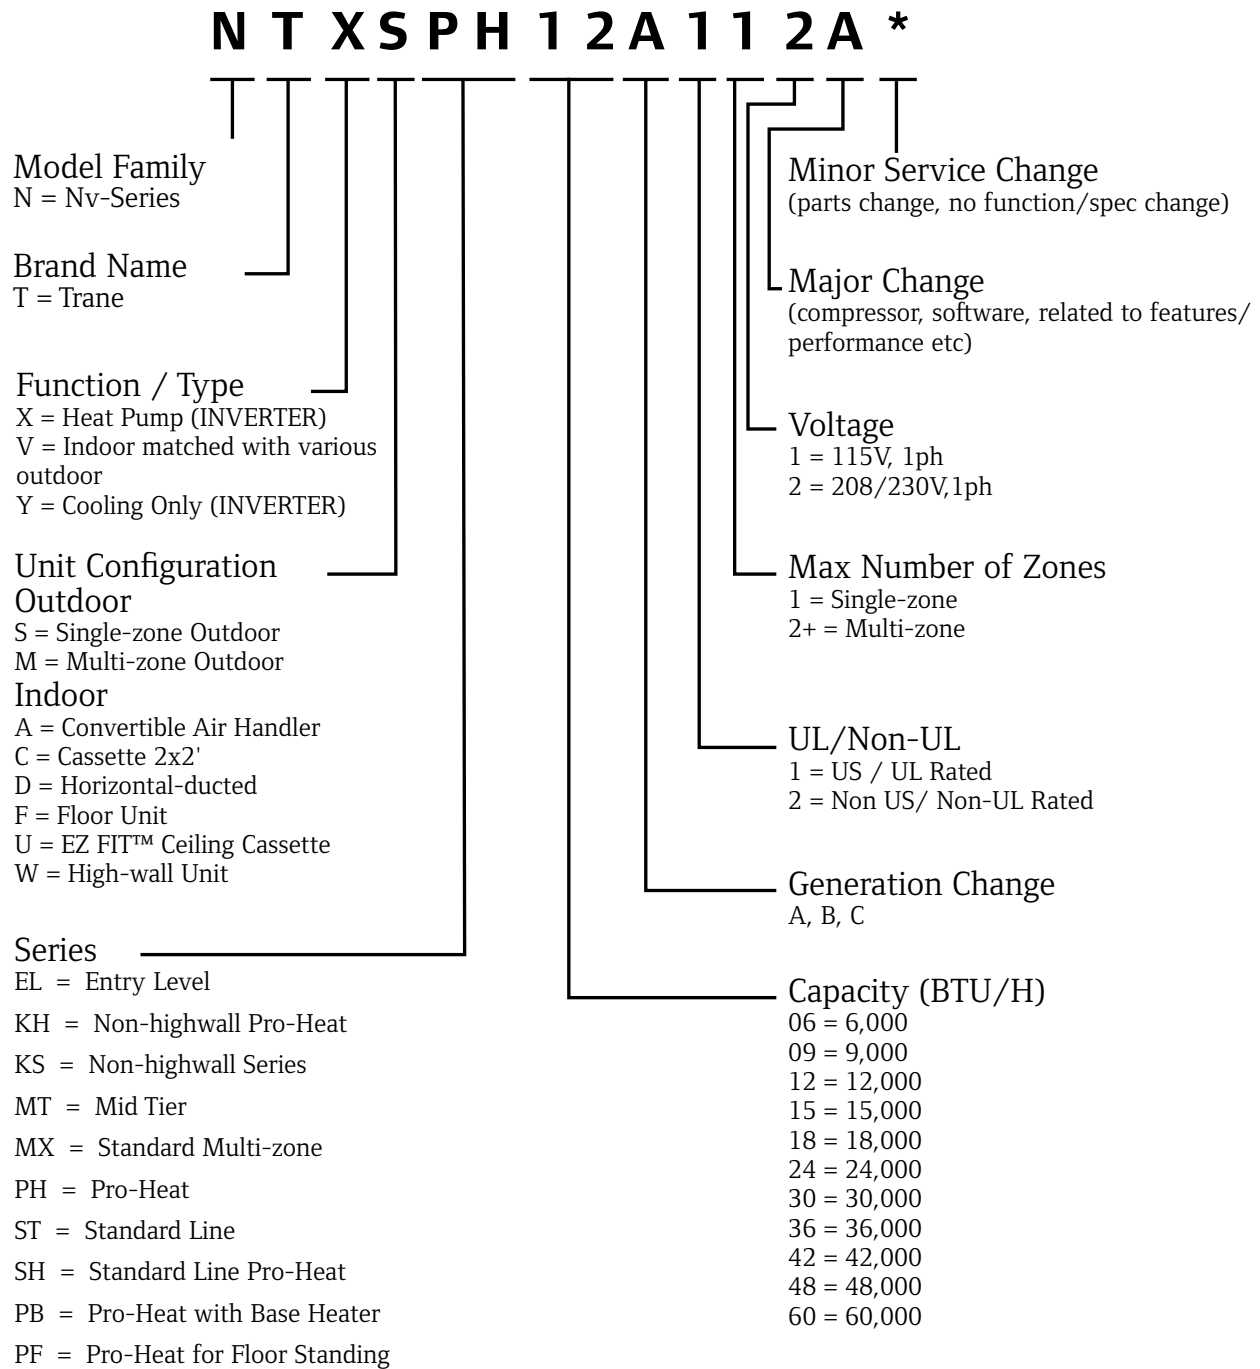 N T X S P H 1 2 A 1 1 2 A *
Model Family
N = Nv-Series
Brand Name
T = Trane
Function / Type
X = Heat Pump (INVERTER)
V = Indoor matched with various
outdoor
Y = Cooling Only (INVERTER)
Unit Configuration
Outdoor
S = Single-zone Outdoor
M = Multi-zone Outdoor
Indoor
A = Convertible Air Handler
C = Cassette 2x2'
D = Horizontal-ducted
F = Floor Unit
U = EZ FIT™ Ceiling Cassette
W = High-wall Unit
Series
EL = Entry Level
KH = Non-highwall Pro-Heat
KS = Non-highwall Series
MT = Mid Tier
MX = Standard Multi-zone
PH = Pro-Heat
ST = Standard Line
SH = Standard Line Pro-Heat
PB = Pro-Heat with Base Heater
PF = Pro-Heat for Floor Standing
Minor Service Change
(parts change, no function/spec change)
Major Change
(compressor, software, related to features/
performance etc)
Voltage
1 = 115V, 1ph
2 = 208/230V,1ph
Max Number of Zones
1 = Single-zone
2+ = Multi-zone
UL/Non-UL
1 = US / UL Rated
2 = Non US/ Non-UL Rated
Generation Change
A, B, C
Capacity (BTU/H)
06 = 6,000
09 = 9,000
12 = 12,000
15 = 15,000
18 = 18,000
24 = 24,000
30 = 30,000
36 = 36,000
42 = 42,000
48 = 48,000
60 = 60,000